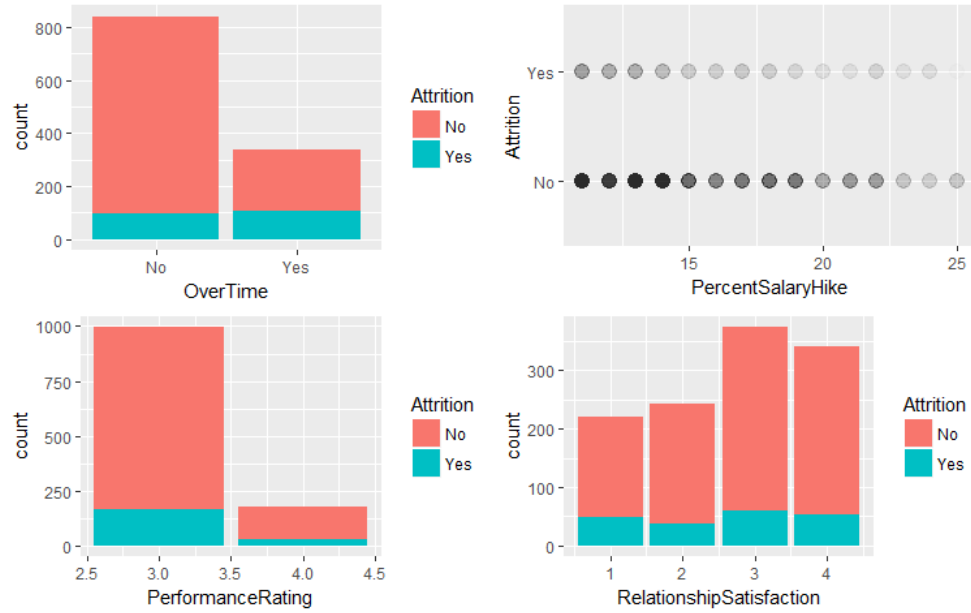 800
600
400
200
0
count
No
Yes
OverTime
Attrition
No
Yes
Yes
No
Attrition
15
20
25
PercentSalaryHike
1000
750
500
250
0
count
2.5
3.0
3.5
4.0
4.5
PerformanceRating
Attrition
No
Yes
300
200
100
0
count
1
2
3
4
RelationshipSatisfaction
Attrition
No
Yes